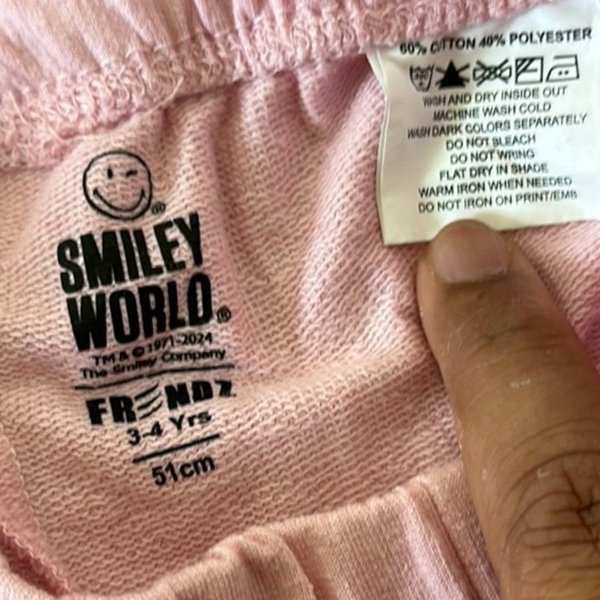 60% COTTON 40% POLYESTER
WASH AND DRY INSIDE OUT
MACHINE WASH COLD
WASH DARK COLORS SEPARATELY
DO NOT BLEACH
DO NOT WRING
FLAT DRY IN SHADE
WARM IRON WHEN NEEDED
DO NOT IRON ON PRINT/EMB
SMILEY
WORLD®
TM & © 1971-2024
The Smiley Company
FRENDZ
3-4 Yrs
51cm